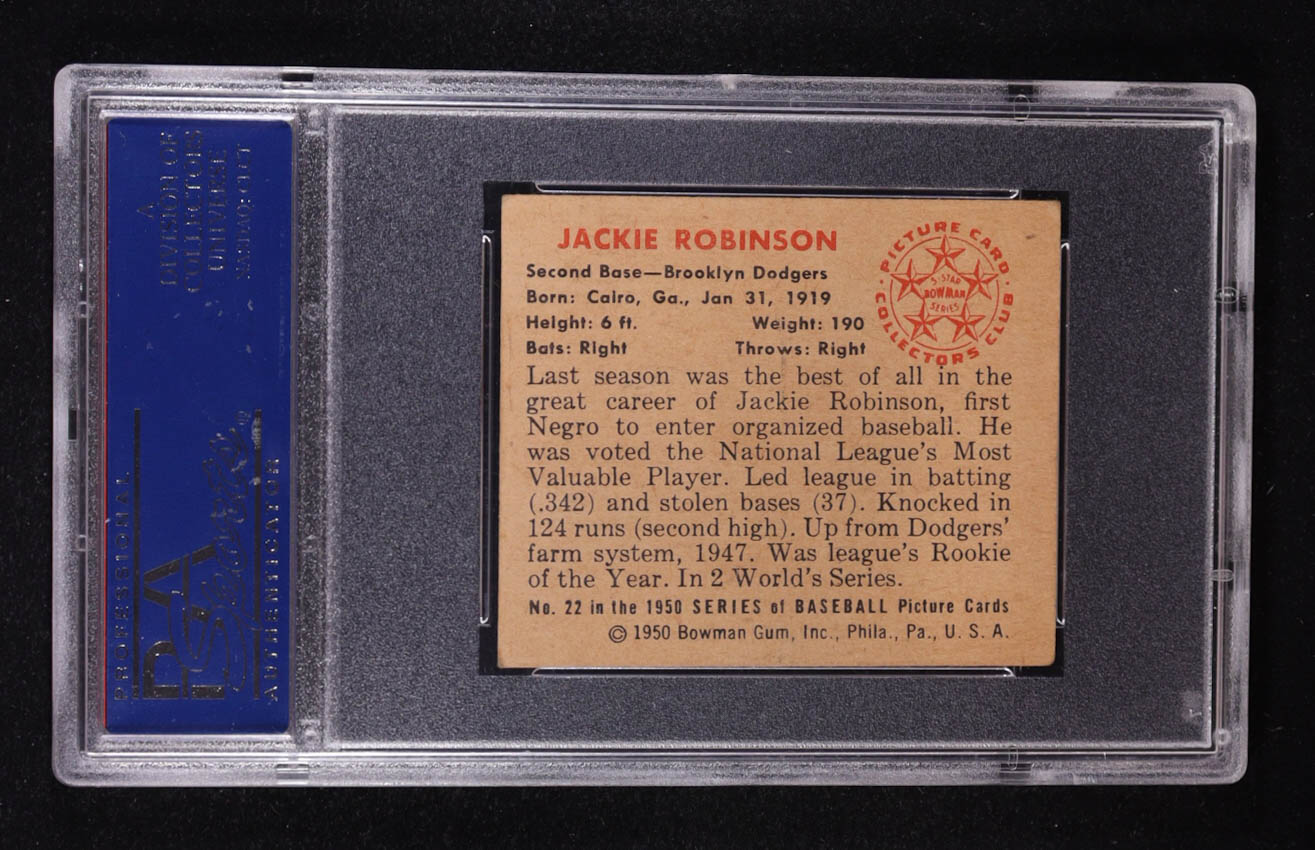 A
DIVISION OF
COLLECTORS
UNIVERSE
NASDAQ: CLCT
PROFESSIONAL
PSA
AUTHENTICATOR
JACKIE ROBINSON
Second Base—Brooklyn Dodgers
Born: Cairo, Ga., Jan 31, 1919
Height: 6 ft. Weight: 190
Bats: Right Throws: Right
PICTURE CARD
5-STAR
BOWMAN
SERIES
COLLECTORS CLUB
Last season was the best of all in the
great career of Jackie Robinson, first
Negro to enter organized baseball. He
was voted the National League's Most
Valuable Player. Led league in batting
(.342) and stolen bases (37). Knocked in
124 runs (second high). Up from Dodgers'
farm system, 1947. Was league's Rookie
of the Year. In 2 World's Series.
No. 22 in the 1950 SERIES of BASEBALL Picture Cards
© 1950 Bowman Gum, Inc., Phila., Pa., U. S. A.